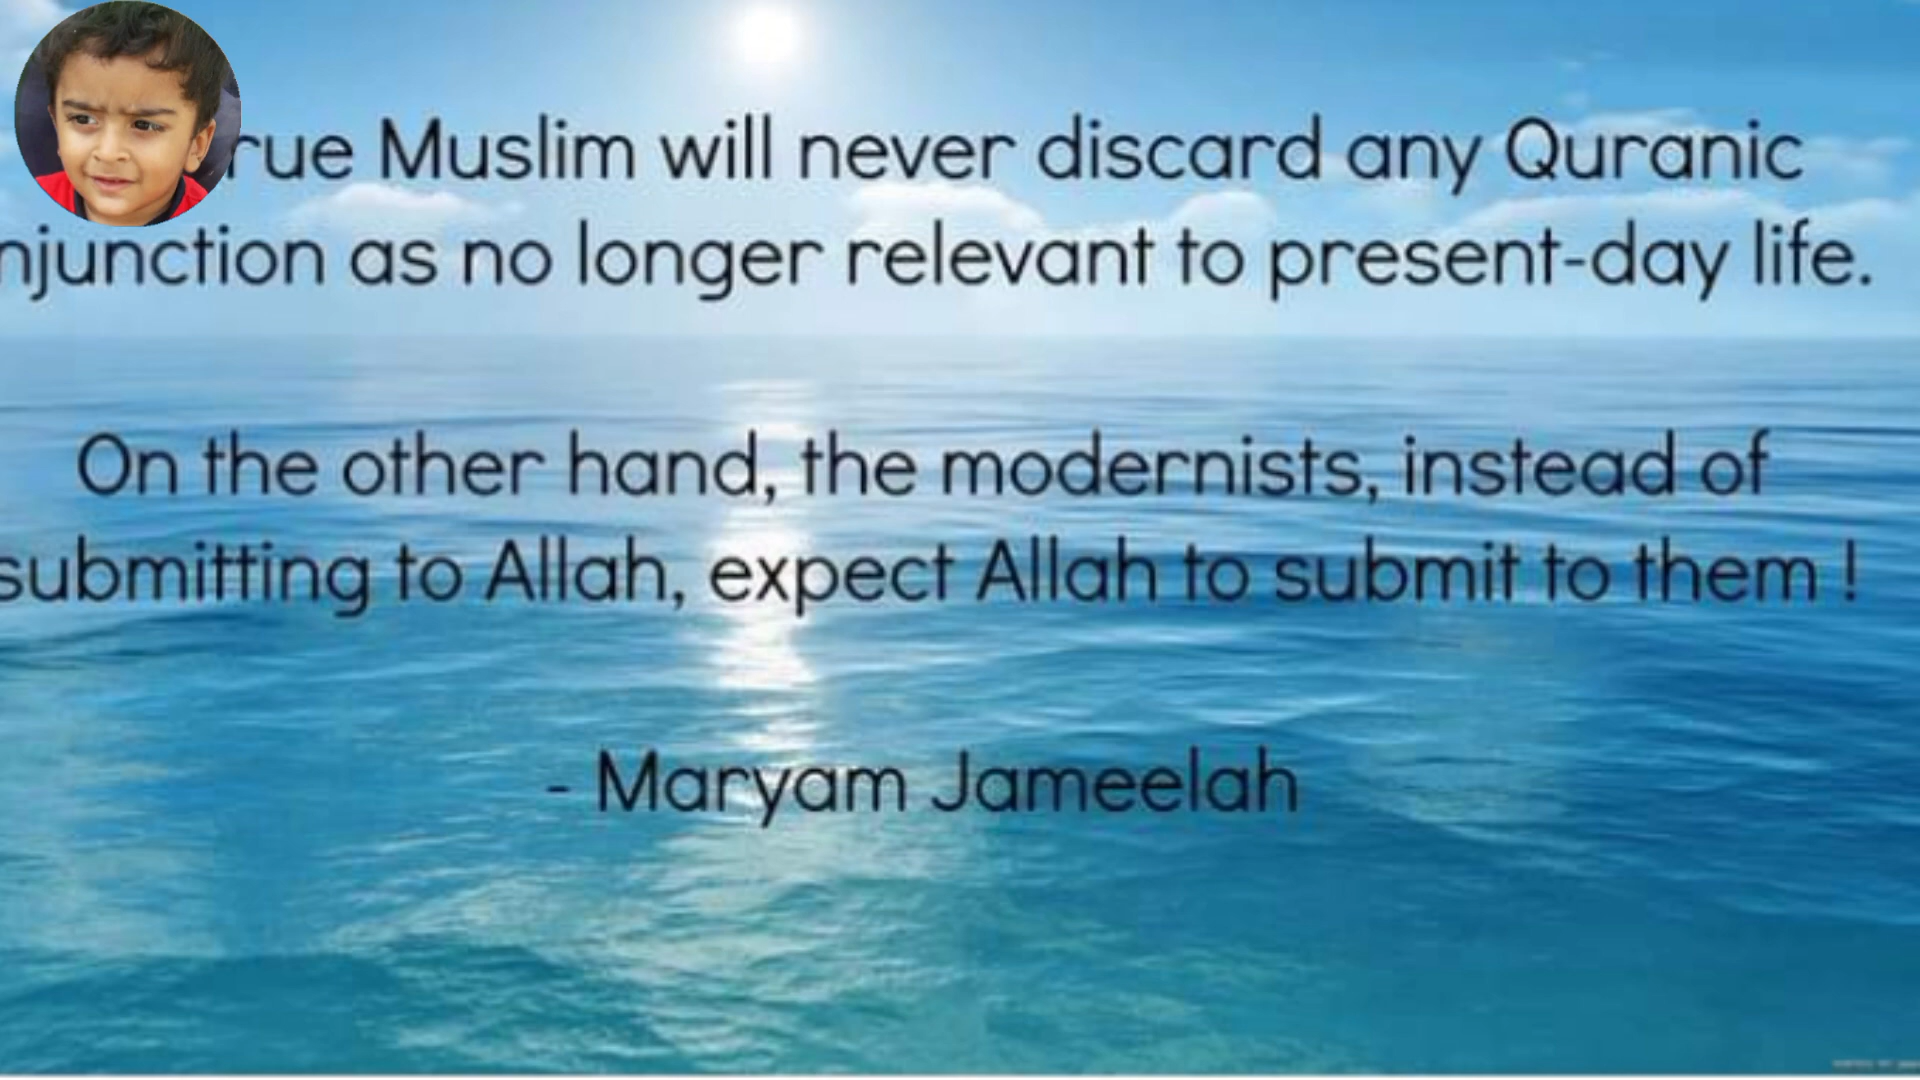 rue Muslim will never discard any Quranic
njunction as no longer relevant to present-day life.
On the other hand, the modernists, instead of
submitting to Allah, expect Allah to submit to them !
- Maryam Jameelah